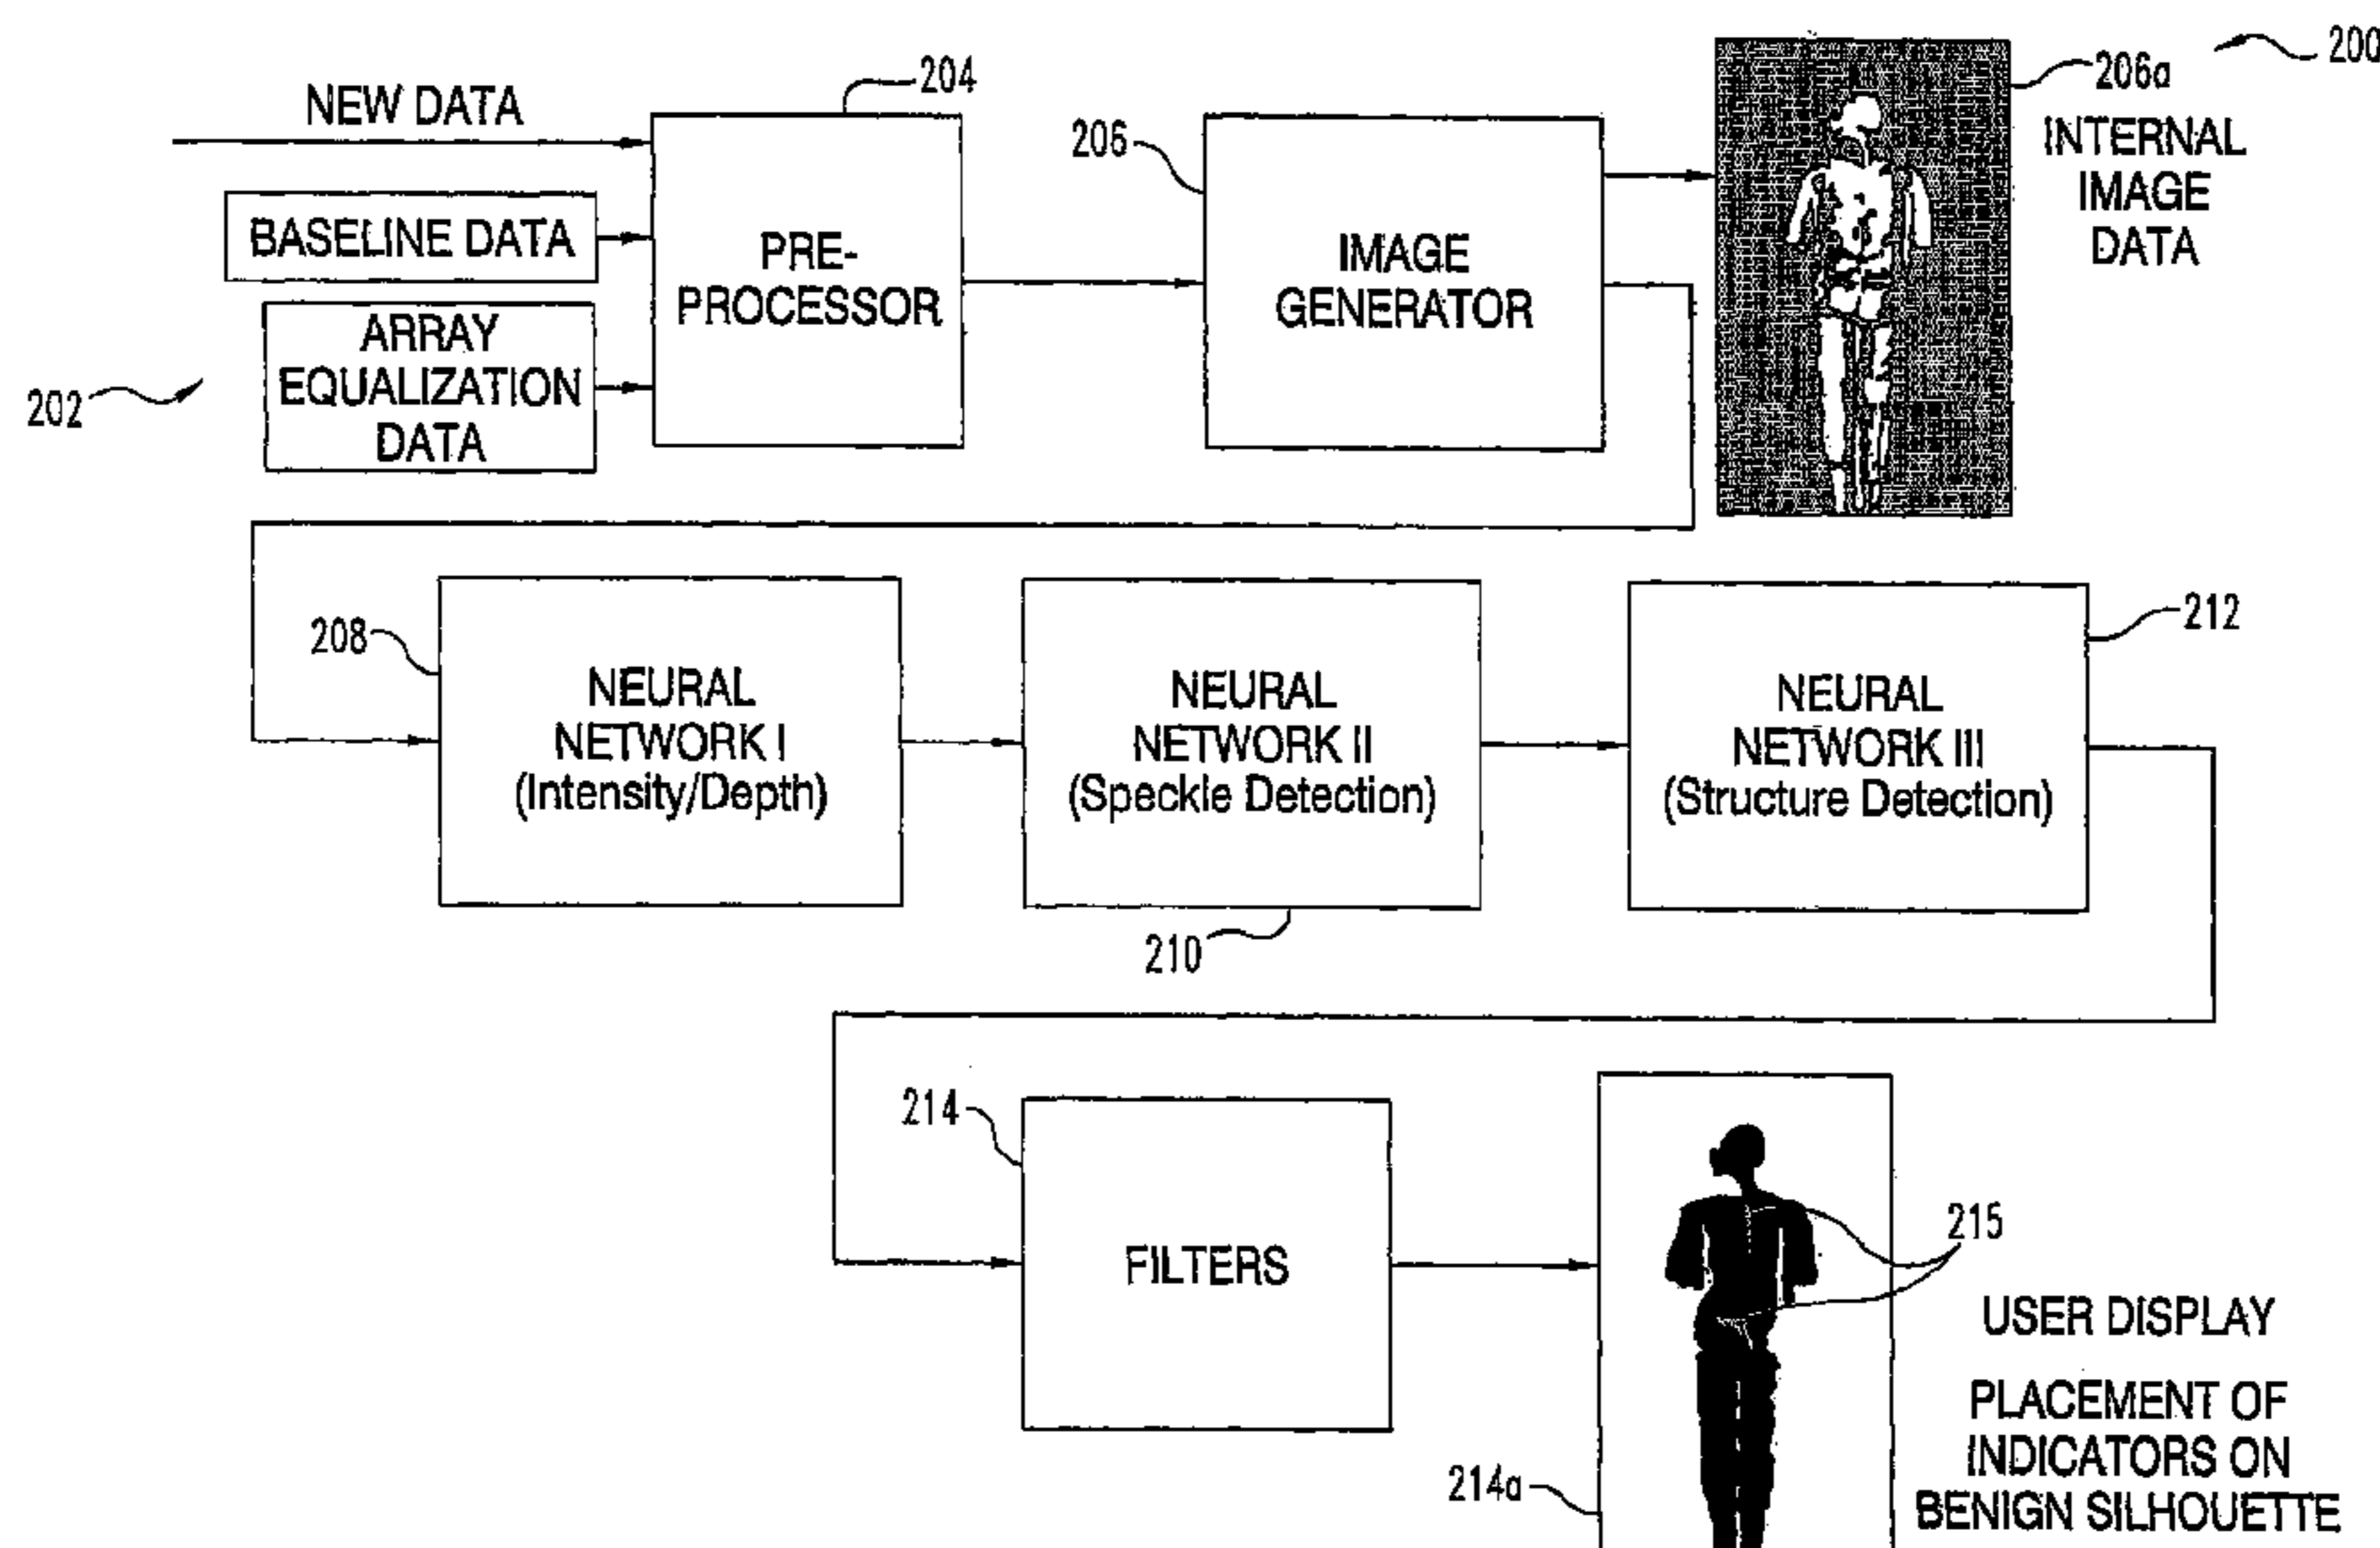 200
204
206a
NEW DATA
206
INTERNAL
IMAGE
DATA
BASELINE DATA
PRE-
PROCESSOR
IMAGE
GENERATOR
ARRAY
EQUALIZATION
DATA
202
208
212
NEURAL
NETWORK I
(Intensity/Depth)
NEURAL
NETWORK II
(Speckle Detection)
NEURAL
NETWORK III
(Structure Detection)
210
214
215
FILTERS
USER DISPLAY
PLACEMENT OF
INDICATORS ON
BENIGN SILHOUETTE
214a